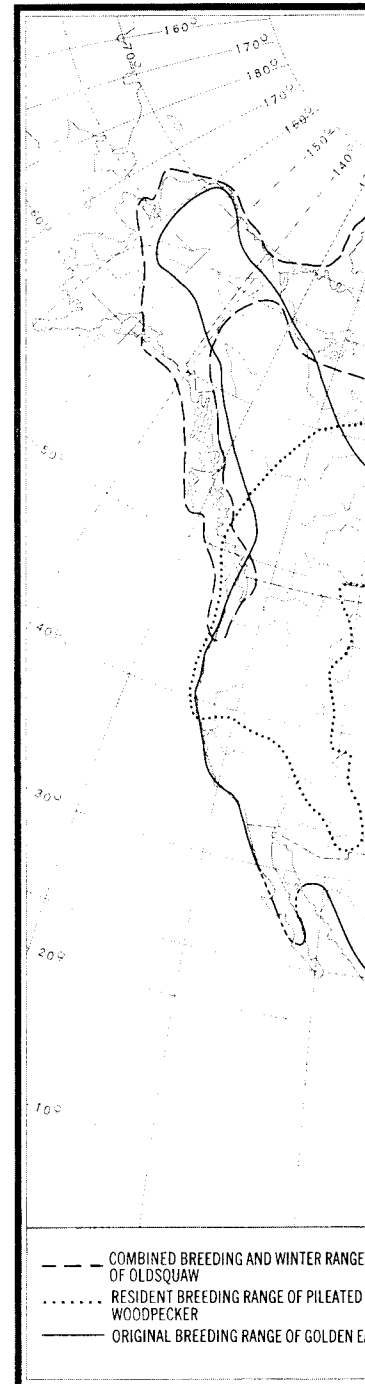 160°
70°
170°
180°
170°
160°
150°
140°
60°
50°
40°
30°
20°
10°
COMBINED BREEDING AND WINTER RANGE
OF OLDSQUAW
RESIDENT BREEDING RANGE OF PILEATED
WOODPECKER
ORIGINAL BREEDING RANGE OF GOLDEN